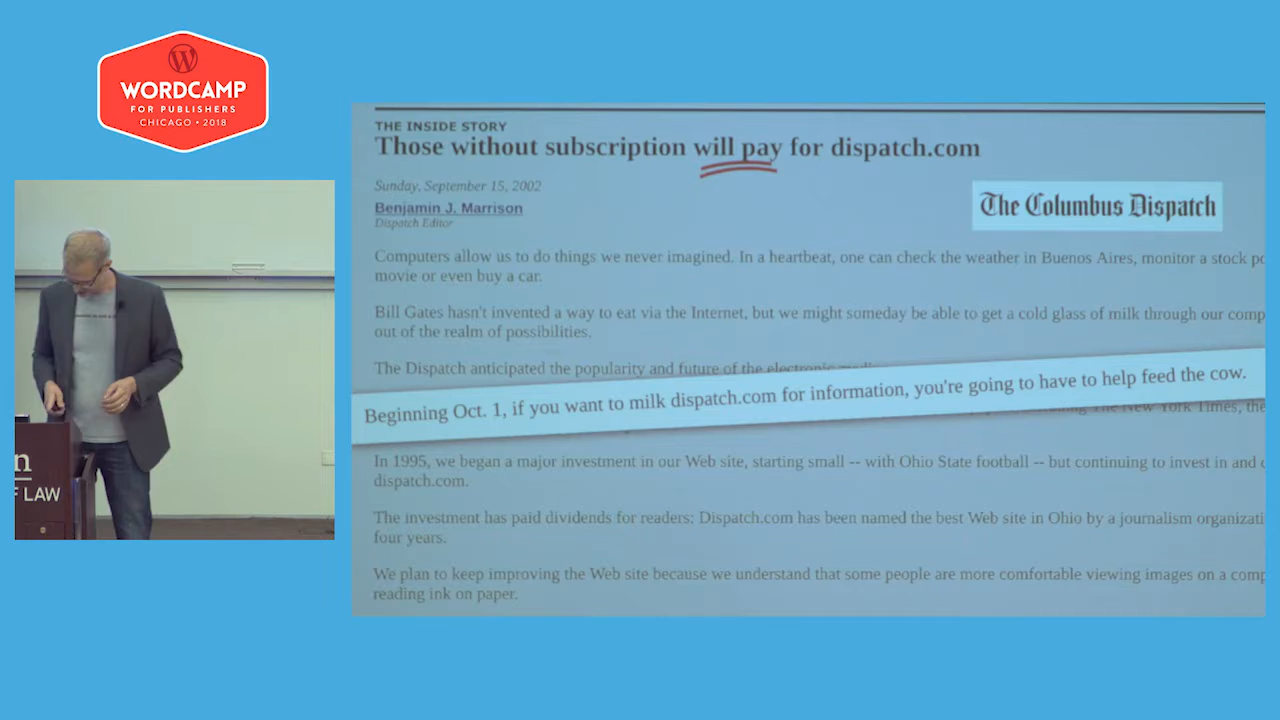 WORDCAMP
FOR PUBLISHERS
CHICAGO • 2018
THE INSIDE STORY
Those without subscription will pay for dispatch.com
Sunday, September 15, 2002
Benjamin J. Marrison
Dispatch Editor
The Columbus Dispatch
Computers allow us to do things we never imagined. In a heartbeat, one can check the weather in Buenos Aires, monitor a stock
movie or even buy a car.
Bill Gates hasn't invented a way to eat via the Internet, but we might someday be able to get a cold glass of milk through our comp
out of the realm of possibilities.
The Dispatch anticipated the popularity and future of the electronic
Beginning Oct. 1, if you want to milk dispatch.com for information, you're going to have to help feed the cow.
The New York Times, the
In 1995, we began a major investment in our Web site, starting small -- with Ohio State football -- but continuing to invest in and
dispatch.com.
The investment has paid dividends for readers: Dispatch.com has been named the best Web site in Ohio by a journalism organizati
four years.
We plan to keep improving the Web site because we understand that some people are more comfortable viewing images on a comp
reading ink on paper.
n
F LAW